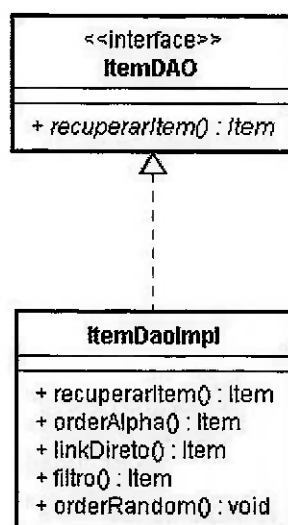 <<interface>>
ItemDAO
+ recuperarItem() : Item
ItemDaoImpl
+ recuperarItem() : Item
+ orderAlpha() : Item
+ linkDireto() : Item
+ filtro() : Item
+ orderRandom() : void